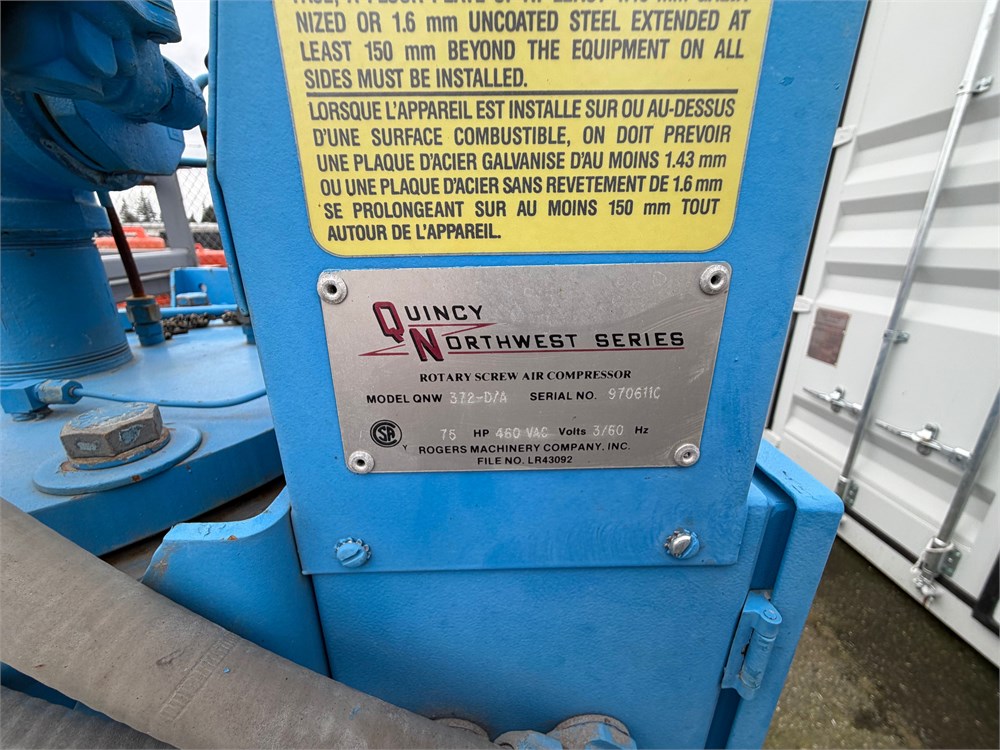 NIZED OR 1.6 mm UNCOATED STEEL EXTENDED AT
LEAST 150 mm BEYOND THE EQUIPMENT ON ALL
SIDES MUST BE INSTALLED.
LORSQUE L'APPAREIL EST INSTALLE SUR OU AU-DESSUS
D'UNE SURFACE COMBUSTIBLE, ON DOIT PREVOIR
UNE PLAQUE D'ACIER GALVANISE D'AU MOINS 1.43 mm
OU UNE PLAQUE D'ACIER SANS REVETEMENT DE 1.6 mm
SE PROLONGEANT SUR AU MOINS 150 mm TOUT
AUTOUR DE L'APPAREIL.
QUINCY
NORTHWEST SERIES
ROTARY SCREW AIR COMPRESSOR
MODEL QNW 372-D/A SERIAL NO. 970611C
75 HP 460 VAC Volts 3/60 Hz
BY ROGERS MACHINERY COMPANY, INC.
FILE NO. LR43092